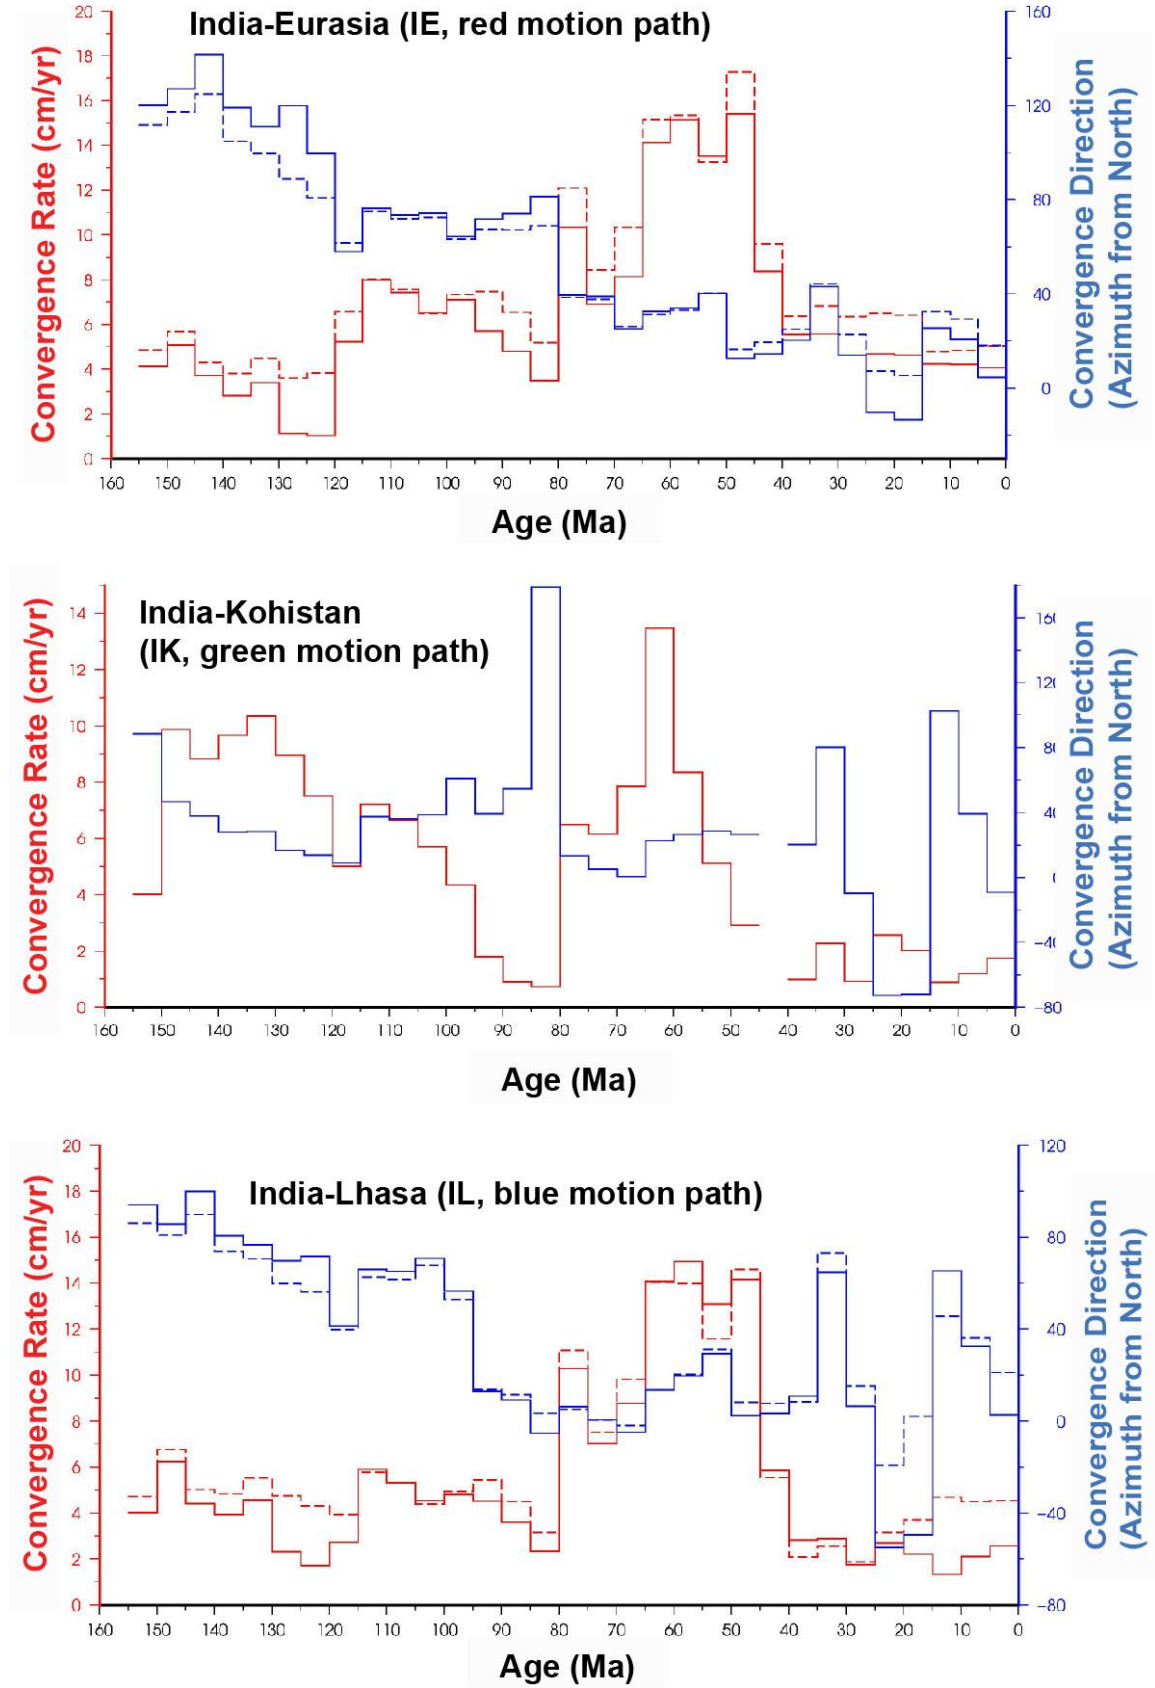 India-Eurasia (IE, red motion path)
Convergence Rate (cm/yr)
20
18
16
14
12
10
8
6
4
2
0
160
120
80
40
0
Convergence Direction
(Azimuth from North)
160 150 140 130 120 110 100 90 80 70 60 50 40 30 20 10 0
Age (Ma)
India-Kohistan
(IK, green motion path)
Convergence Rate (cm/yr)
14
12
10
8
6
4
2
0
160
120
80
40
0
-40
-80
Convergence Direction
(Azimuth from North)
160 150 140 130 120 110 100 90 80 70 60 50 40 30 20 10 0
Age (Ma)
India-Lhasa (IL, blue motion path)
Convergence Rate (cm/yr)
20
18
16
14
12
10
8
6
4
2
0
120
80
40
0
-40
-80
Convergence Direction
(Azimuth from North)
160 150 140 130 120 110 100 90 80 70 60 50 40 30 20 10 0
Age (Ma)